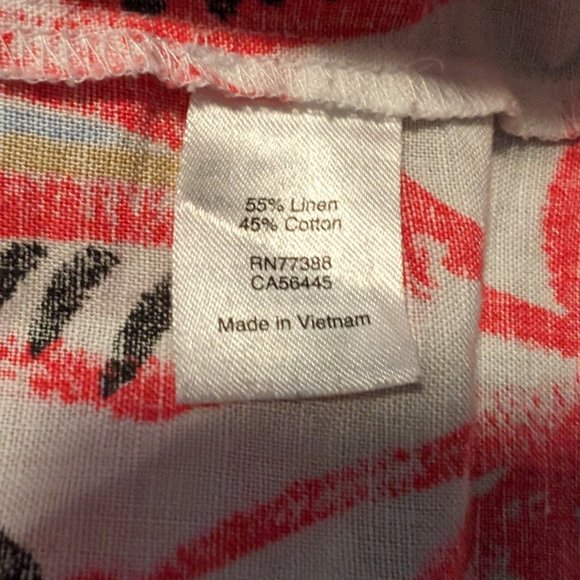 55% Linen
45% Cotton
RN77388
CA56445
Made in Vietnam